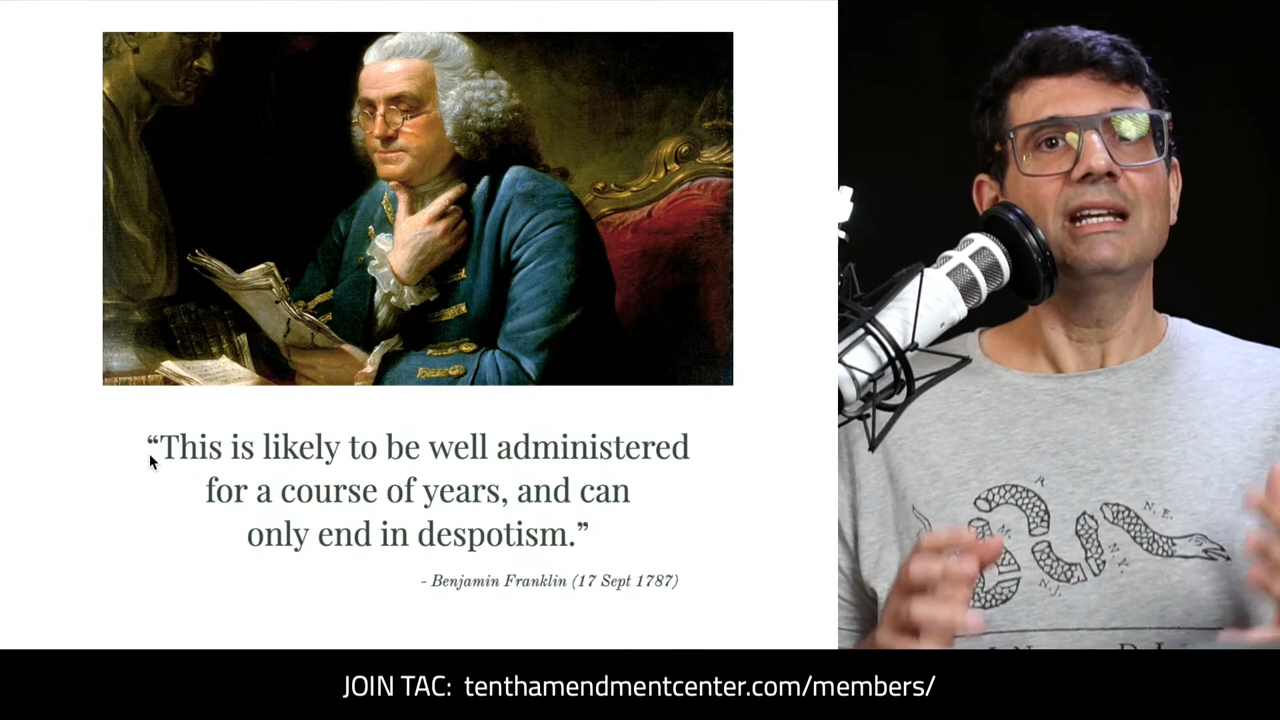 “This is likely to be well administered
for a course of years, and can
only end in despotism.”
- Benjamin Franklin (17 Sept 1787)
R
N. E.
M.
N. Y.
N. J.
JOIN TAC: tenthamendmentcenter.com/members/